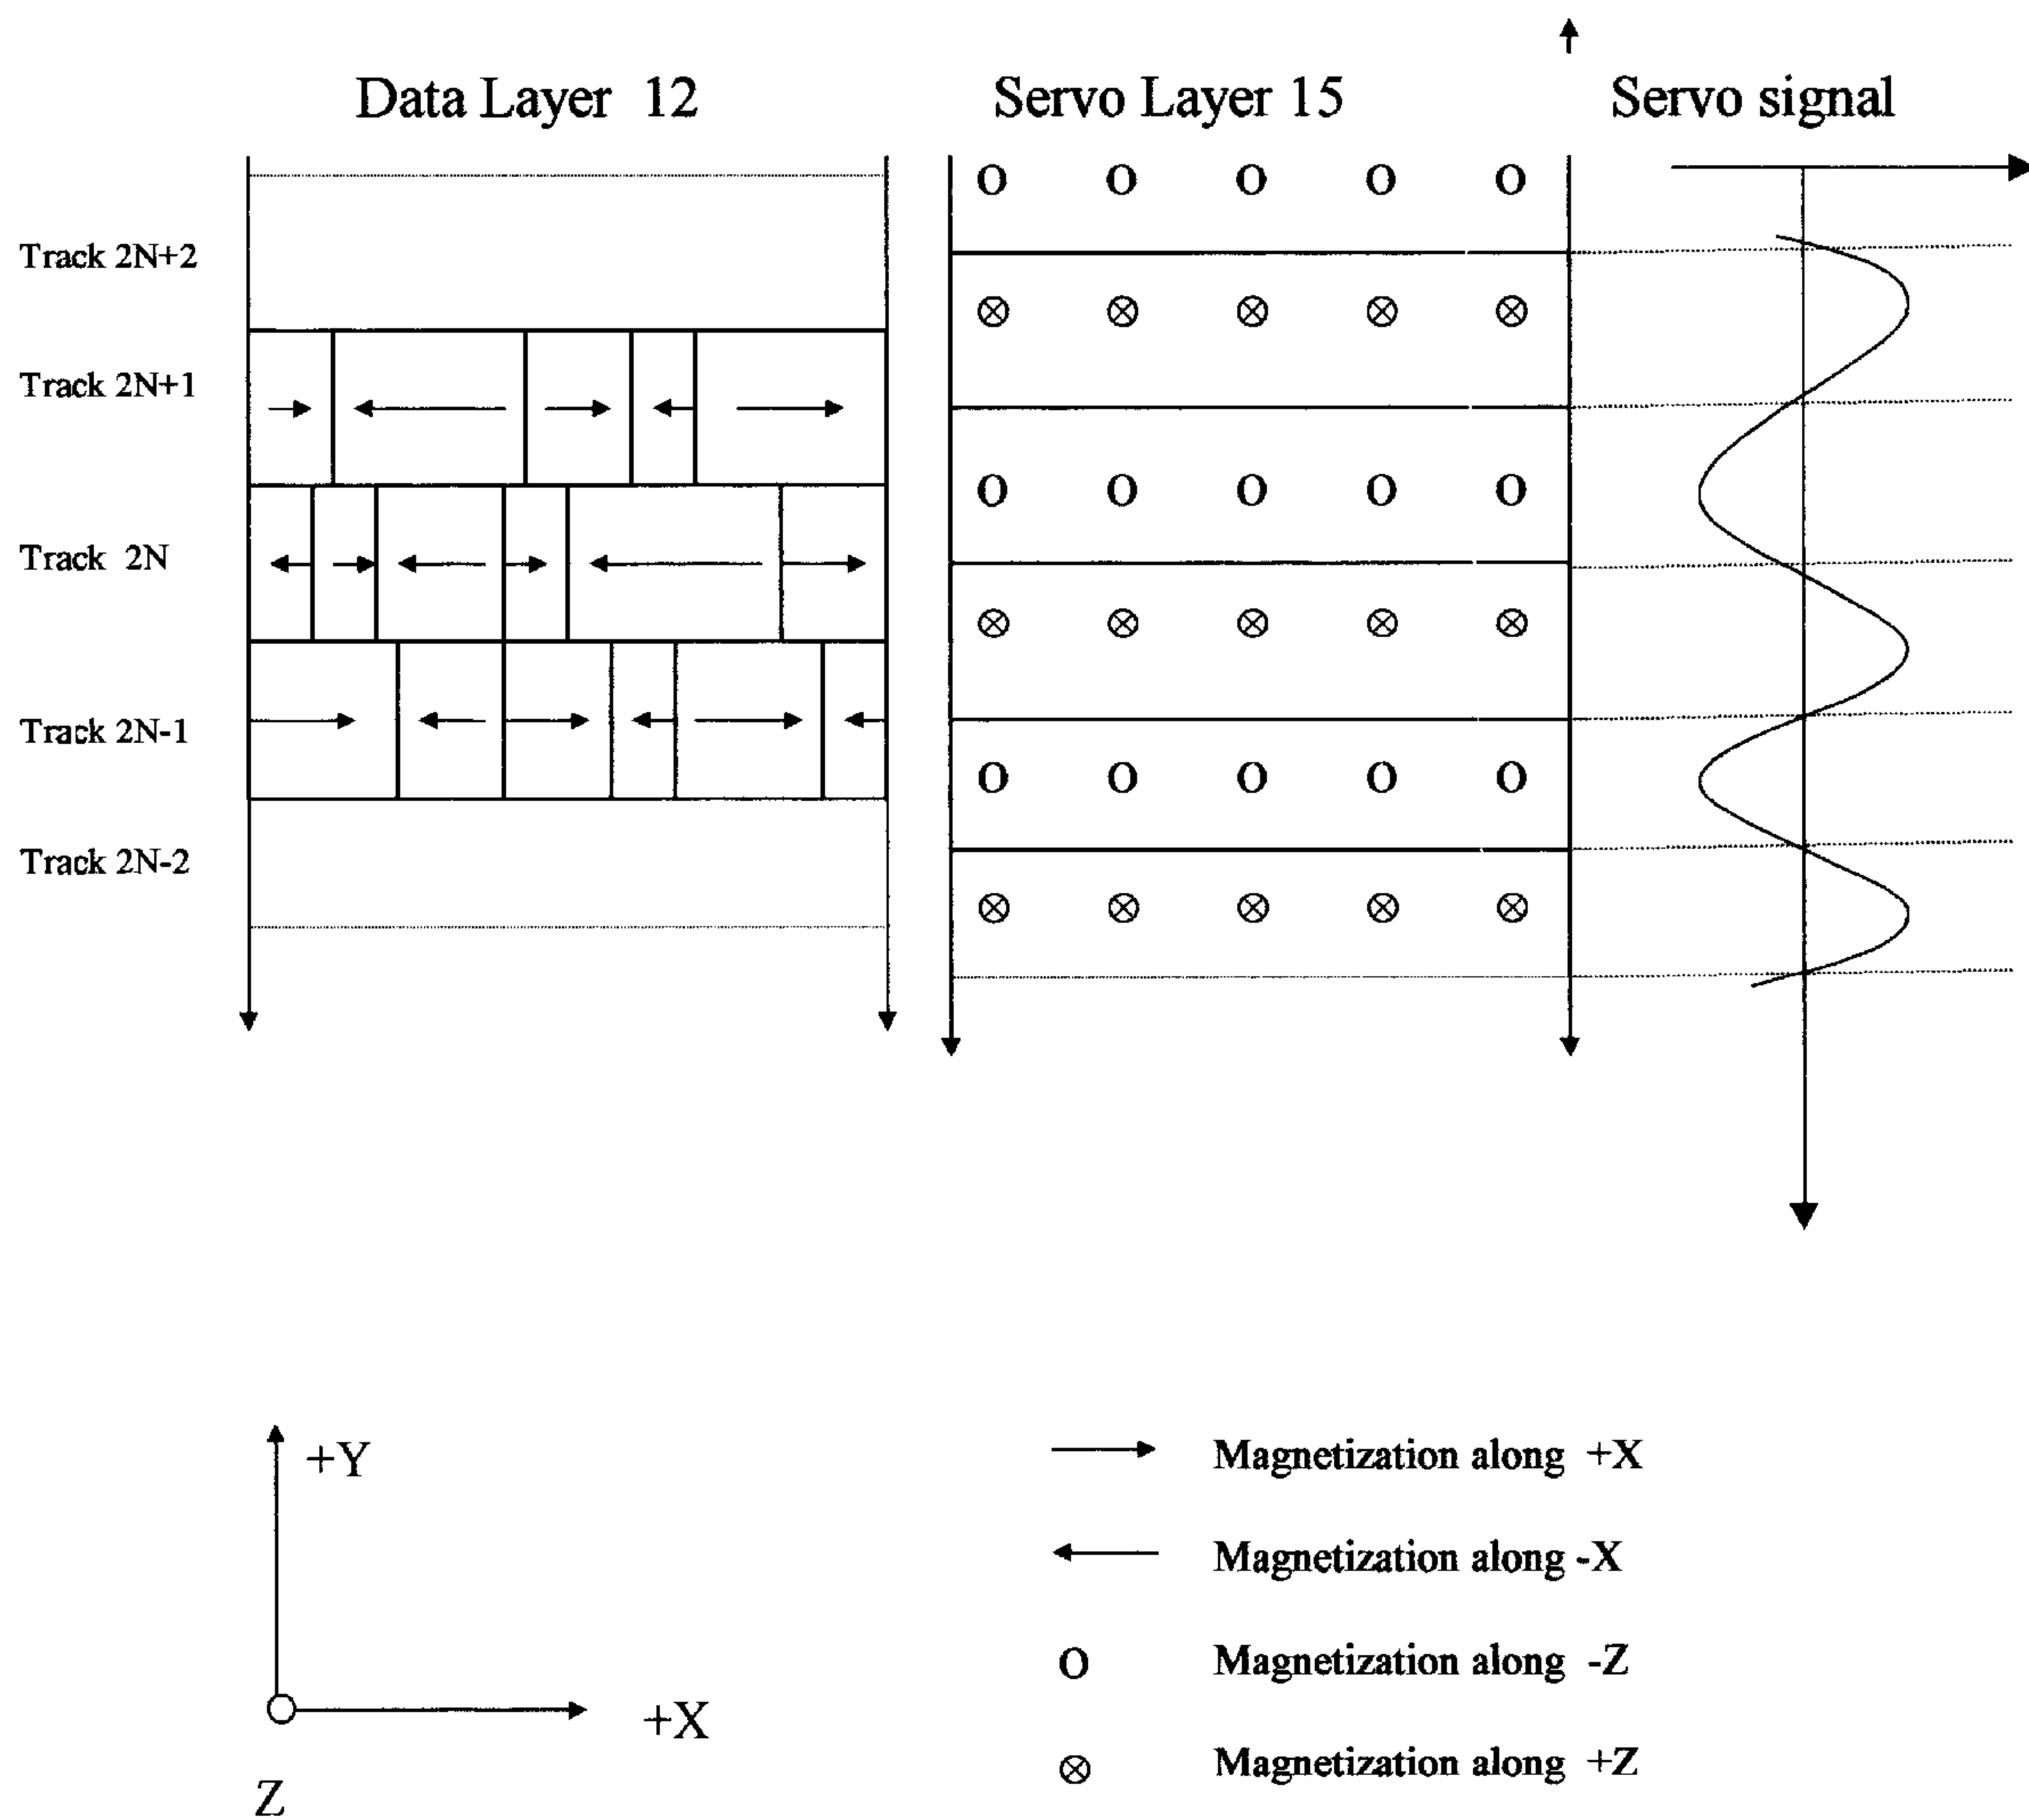 Data Layer 12
Servo Layer 15
Servo signal
Track 2N+2
Track 2N+1
Track 2N
Track 2N-1
Track 2N-2
+Y
+X
Z
Magnetization along +X
Magnetization along -X
Magnetization along -Z
Magnetization along +Z